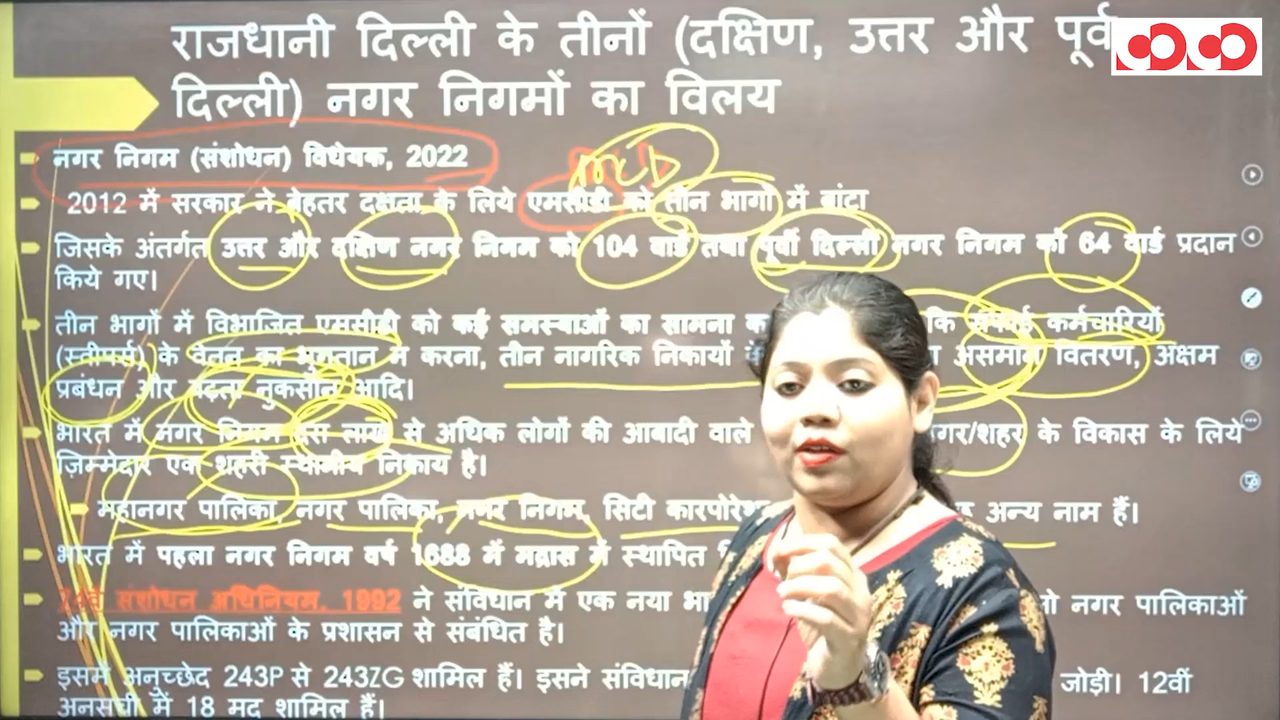 राजधानी दिल्ली के तीनों (दक्षिण, उत्तर और पूर्व
दिल्ली) नगर निगमों का विलय
नगर निगम (संशोधन) विधेयक, 2022
MCD
2012 में सरकार ने बेहतर दक्षता के लिये एमसीडी को तीन भागों में बांटा
जिसके अंतर्गत उत्तर और दक्षिण नगर निगम को 104 वार्ड तथा पूर्वी दिल्ली नगर निगम को 64 वार्ड प्रदान
किये गए।
तीन भागों में विभाजित एमसीडी को कई समस्याओं का सामना कि सफाई कर्मचारियों
(स्वीपर्स) के वेतन का भुगतान न करना, तीन नागरिक निकायों असमान वितरण, अक्षम
प्रबंधन और बढ़ता नुकसान आदि।
भारत में नगर निगम दस लाख से अधिक लोगों की आबादी वाले नगर/शहर के विकास के लिये
ज़िम्मेदार एक शहरी स्थानीय निकाय है।
महानगर पालिका, नगर पालिका, नगर निगम, सिटी अन्य नाम हैं।
भारत में पहला नगर निगम वर्ष 1688 में मद्रास में स्थापित
74वें संशोधन अधिनियम, 1992 ने संविधान में एक नया नगर पालिकाओं
और नगर पालिकाओं के प्रशासन से संबंधित है।
इसमें अनुच्छेद 243P से 243ZG शामिल हैं। इसने संविधान जोड़ी। 12वीं
अनुसूची में 18 मद शामिल हैं।